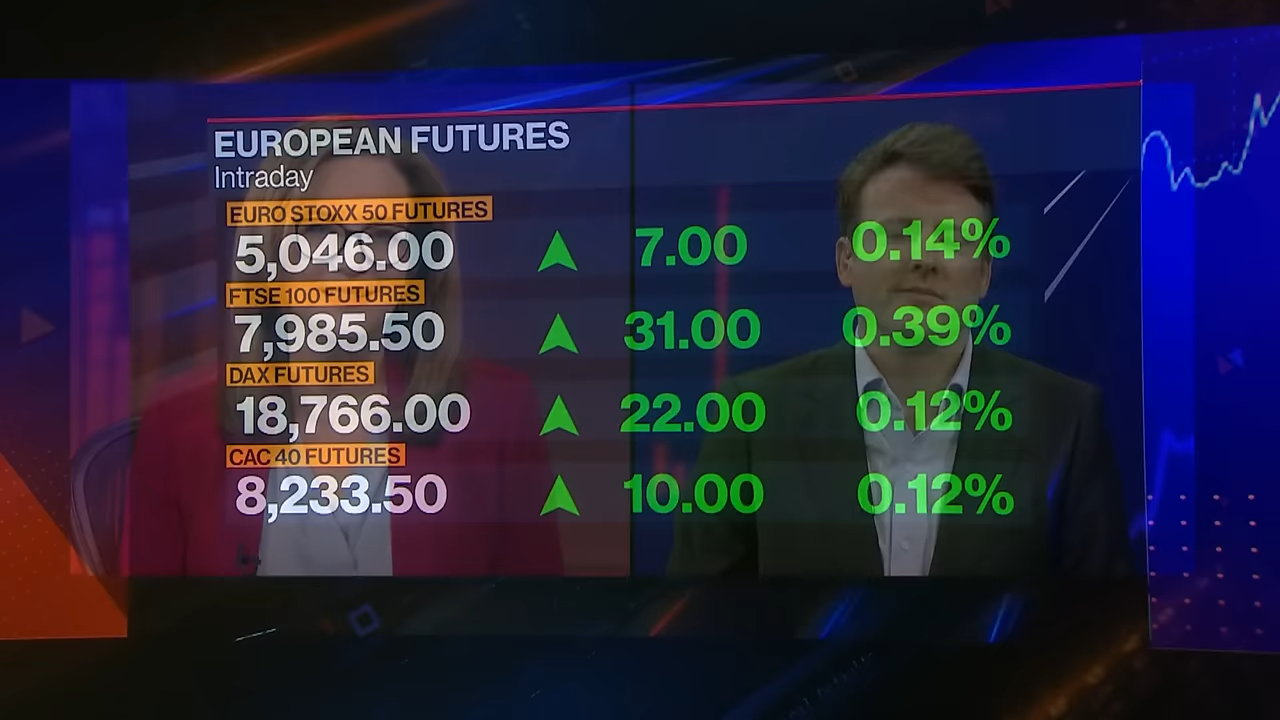 EUROPEAN FUTURES
Intraday
EURO STOXX 50 FUTURES
5,046.00 ▲ 7.00 0.14%
FTSE 100 FUTURES
7,985.50 ▲ 31.00 0.39%
DAX FUTURES
18,766.00 ▲ 22.00 0.12%
CAC 40 FUTURES
8,233.50 ▲ 10.00 0.12%